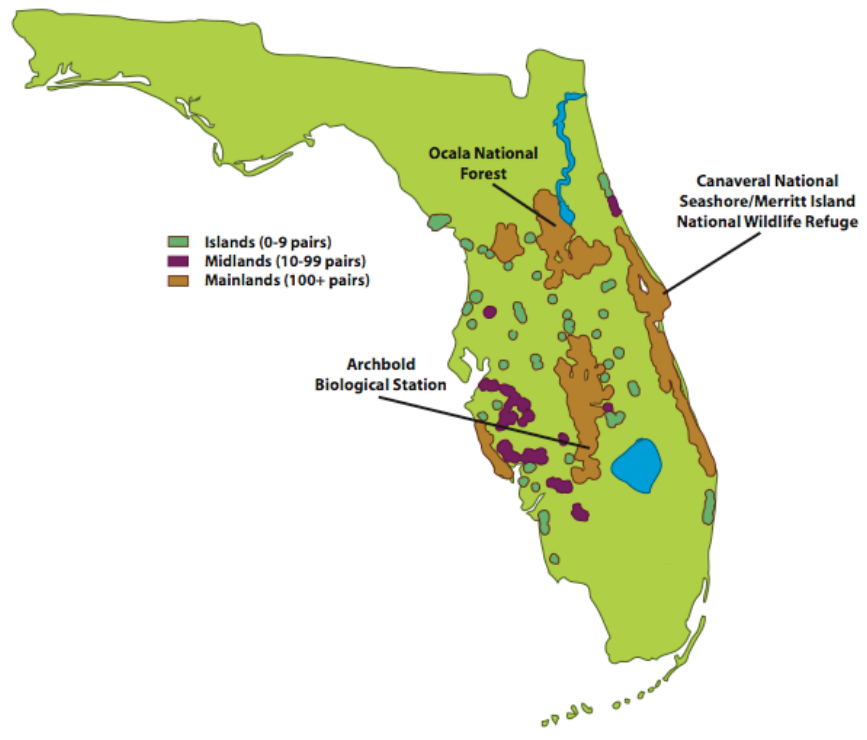 Ocala National
Forest
Canaveral National
Seashore/Merritt Island
National Wildlife Refuge
Islands (0-9 pairs)
Midlands (10-99 pairs)
Mainlands (100+ pairs)
Archbold
Biological Station